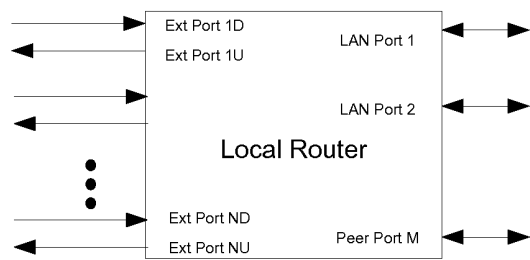 Ext Port 1D
Ext Port 1U
LAN Port 1
LAN Port 2
Local Router
Ext Port ND
Ext Port NU
Peer Port M